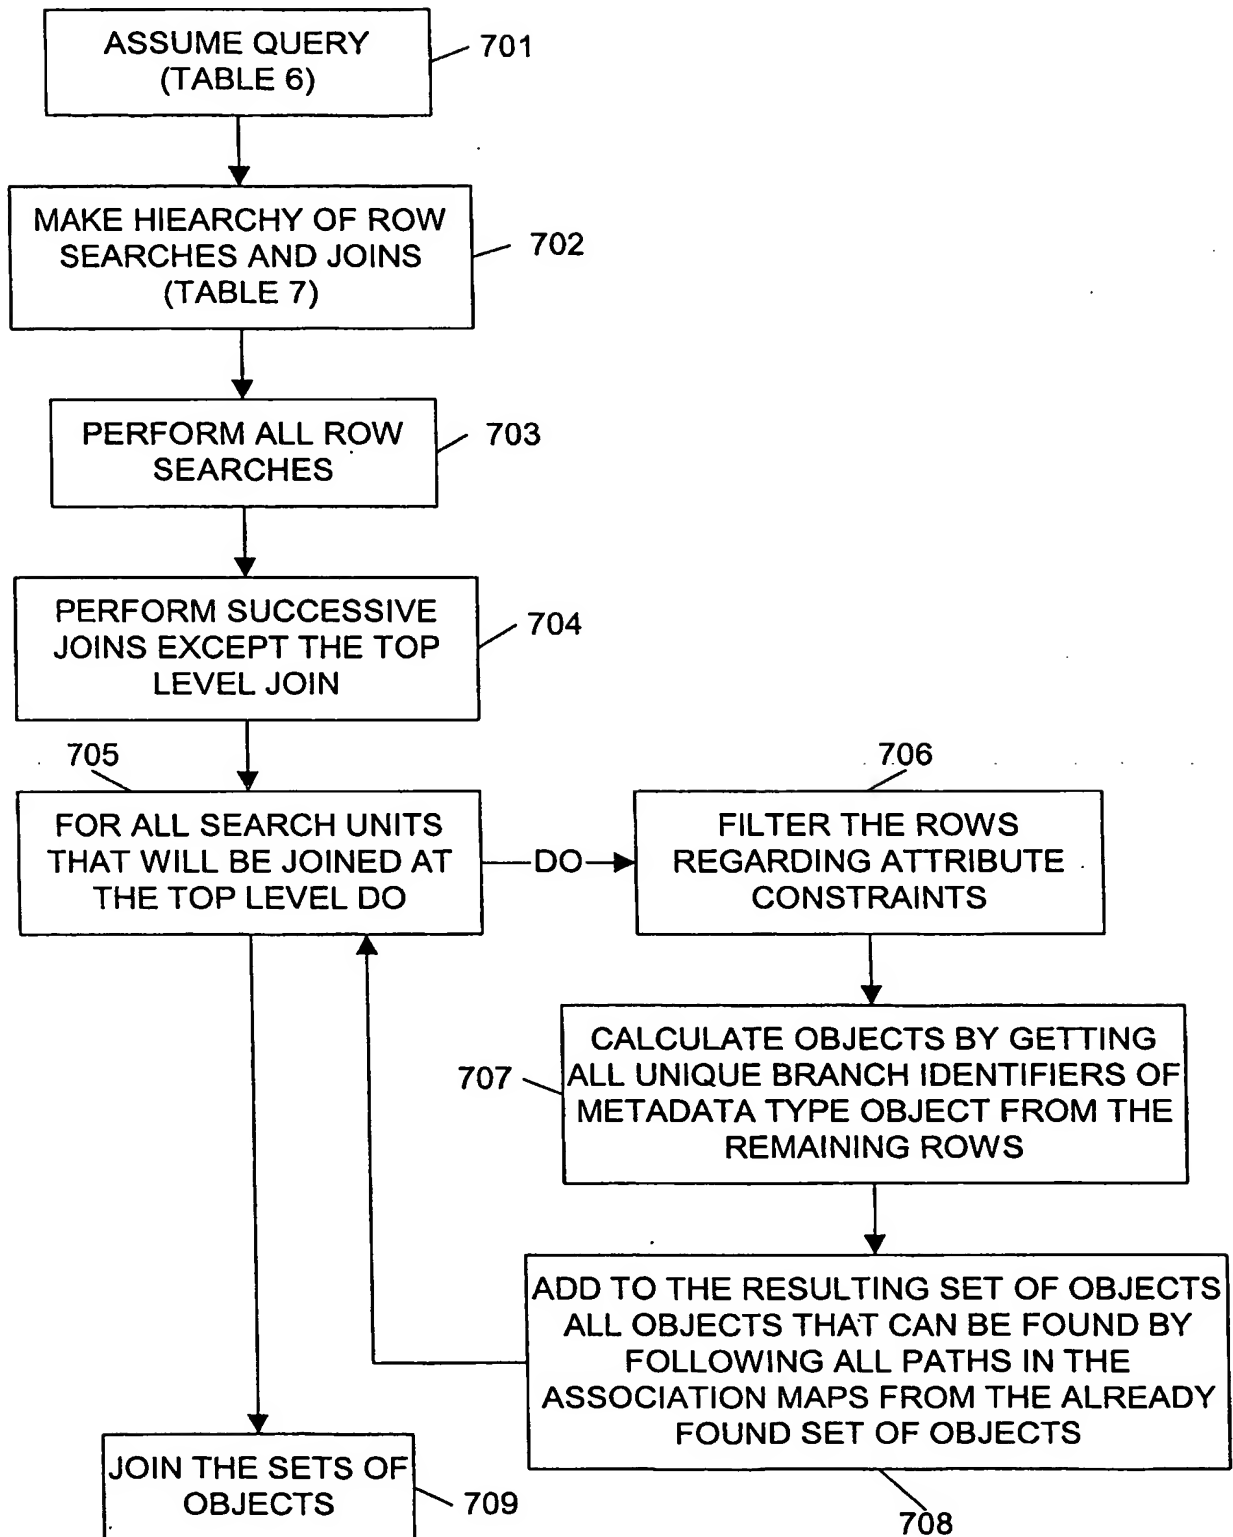 ASSUME QUERY
(TABLE 6)
701
MAKE HIEARCHY OF ROW
SEARCHES AND JOINS
(TABLE 7)
702
PERFORM ALL ROW
SEARCHES
703
PERFORM SUCCESSIVE
JOINS EXCEPT THE TOP
LEVEL JOIN
704
705
FOR ALL SEARCH UNITS
THAT WILL BE JOINED AT
THE TOP LEVEL DO
DO
706
FILTER THE ROWS
REGARDING ATTRIBUTE
CONSTRAINTS
707
CALCULATE OBJECTS BY GETTING
ALL UNIQUE BRANCH IDENTIFIERS OF
METADATA TYPE OBJECT FROM THE
REMAINING ROWS
ADD TO THE RESULTING SET OF OBJECTS
ALL OBJECTS THAT CAN BE FOUND BY
FOLLOWING ALL PATHS IN THE
ASSOCIATION MAPS FROM THE ALREADY
FOUND SET OF OBJECTS
708
JOIN THE SETS OF
OBJECTS
709